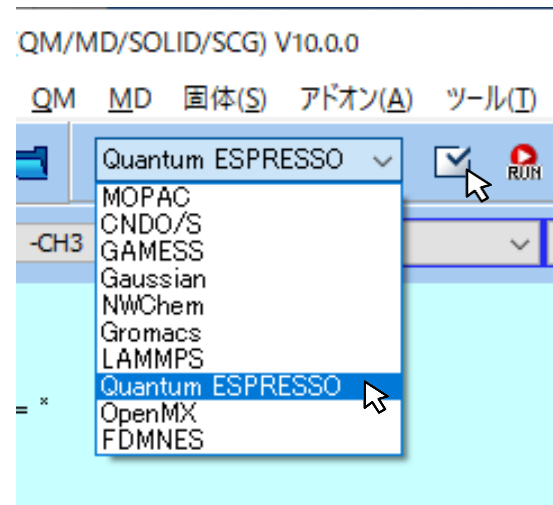 (QM/MD/SOLID/SCG) V10.0.0
QM MD 固体(S) アドオン(A) ツール(T)
Quantum ESPRESSO
RUN
MOPAC
CNDO/S
-CH3
GAMESS
Gaussian
NWChem
Gromacs
LAMMPS
Quantum ESPRESSO
= *
OpenMX
FDMNES